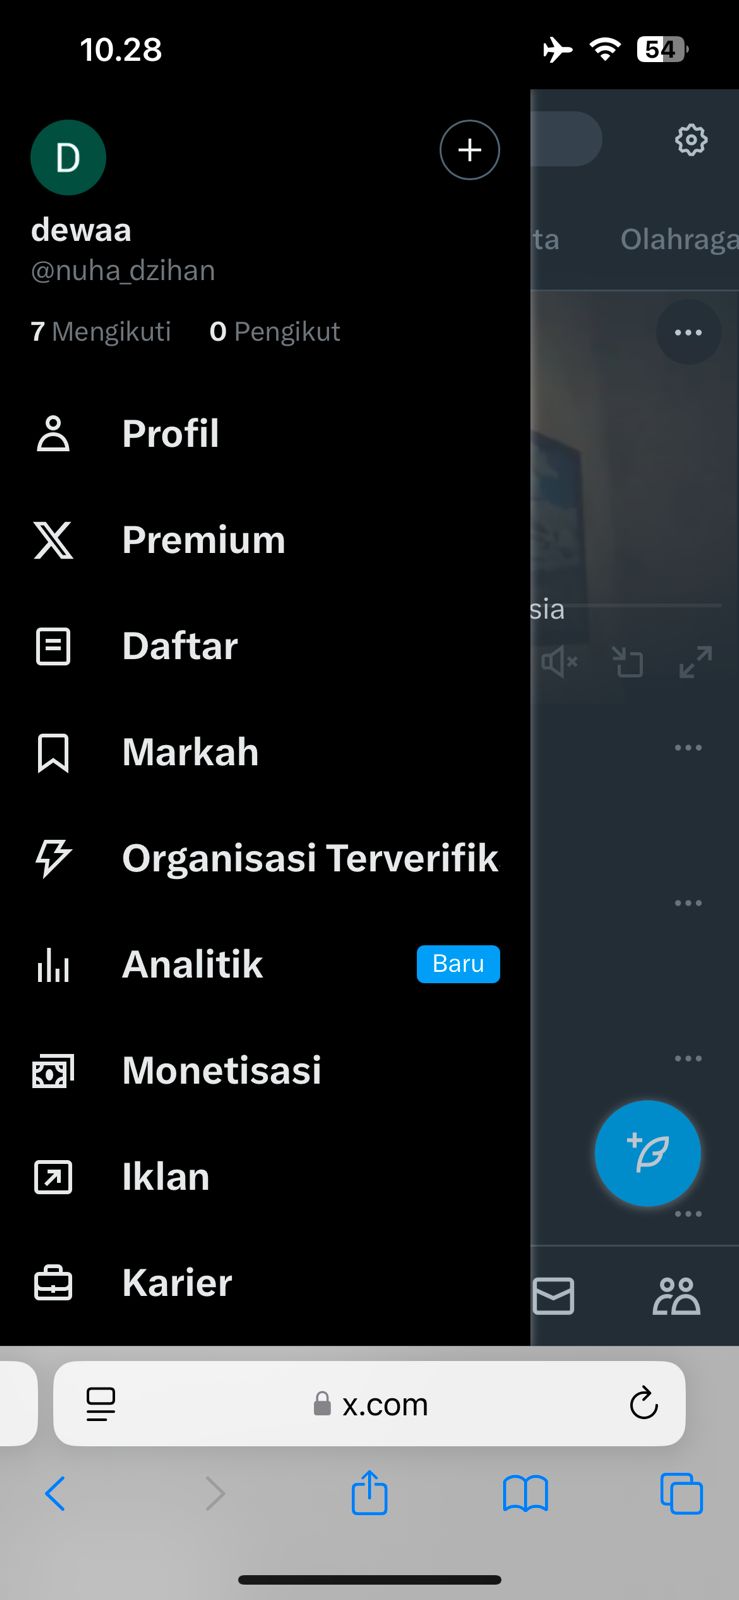 10.28
54
D
dewaa
@nuha_dzihan
7 Mengikuti 0 Pengikut
ta Olahraga
Profil
Premium
sia
Daftar
Markah
Organisasi Terverifik
Analitik Baru
Monetisasi
Iklan
Karier
x.com